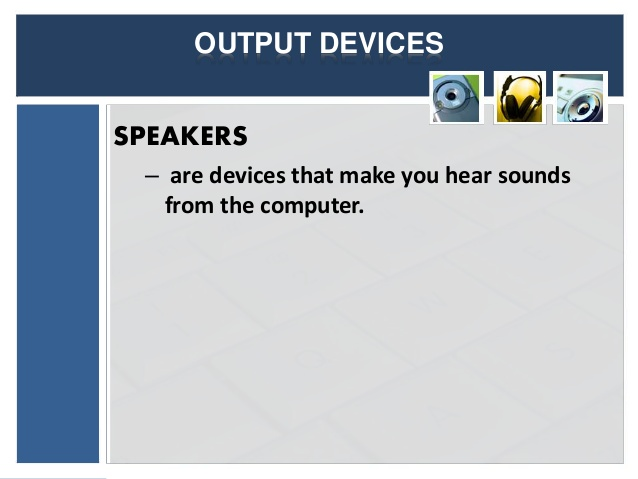 OUTPUT DEVICES
SPEAKERS
– are devices that make you hear sounds
from the computer.